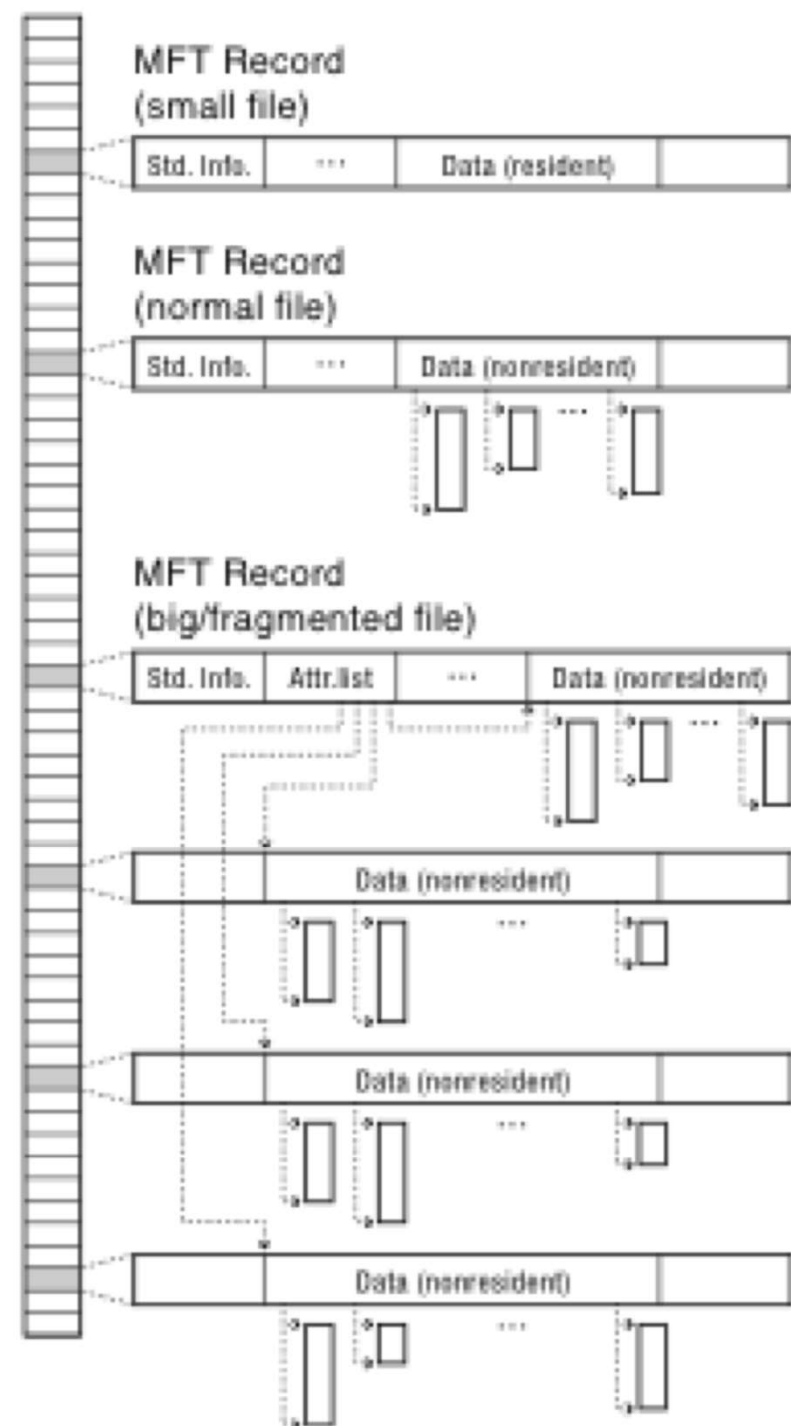 MFT Record
(small file)
Std. Info. ... Data (resident)
MFT Record
(normal file)
Std. Info. ... Data (nonresident)
...
MFT Record
(big/fragmented file)
Std. Info. Attr.list ... Data (nonresident)
...
Data (nonresident)
...
Data (nonresident)
...
Data (nonresident)
...